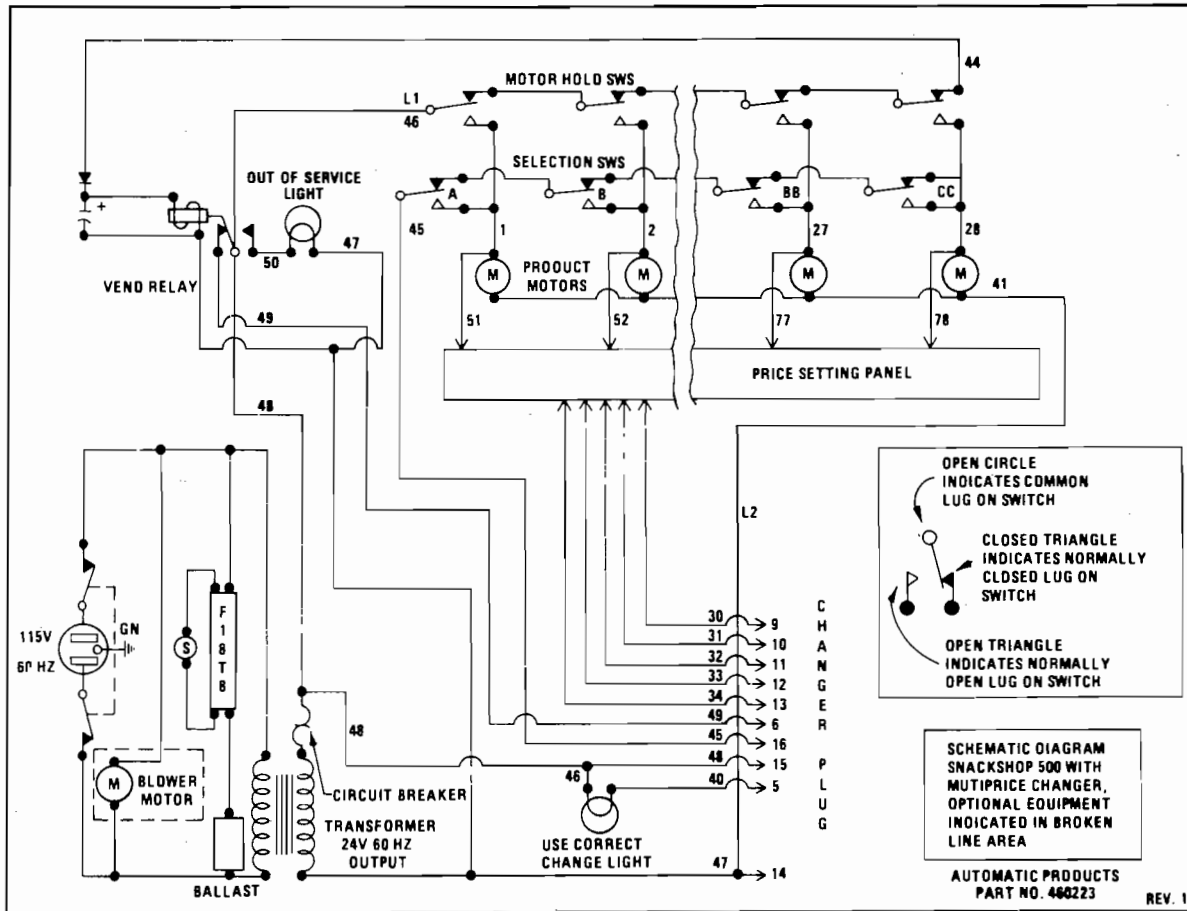 44
MOTOR HOLD SWS
L1
46
SELECTION SWS
OUT OF SERVICE
LIGHT
A
B
BB
CC
+
45
1
2
27
28
47
50
VEND RELAY
PRODUCT
MOTORS
M
M
M
M
41
49
51
52
77
78
PRICE SETTING PANEL
48
L2
OPEN CIRCLE
INDICATES COMMON
LUG ON SWITCH
CLOSED TRIANGLE
INDICATES NORMALLY
CLOSED LUG ON
SWITCH
OPEN TRIANGLE
INDICATES NORMALLY
OPEN LUG ON SWITCH
115V
60 HZ
GN
S
F18T8
M
BLOWER
MOTOR
BALLAST
48
CIRCUIT BREAKER
TRANSFORMER
24V 60 HZ
OUTPUT
46
USE CORRECT
CHANGE LIGHT
30 9
31 10
32 11
33 12
34 13
49 6
45 16
48 15
40 5
47 14
CHANGER PLUG
SCHEMATIC DIAGRAM
SNACKSHOP 500 WITH
MUTIPRICE CHANGER,
OPTIONAL EQUIPMENT
INDICATED IN BROKEN
LINE AREA
AUTOMATIC PRODUCTS
PART NO. 460223
REV. 1